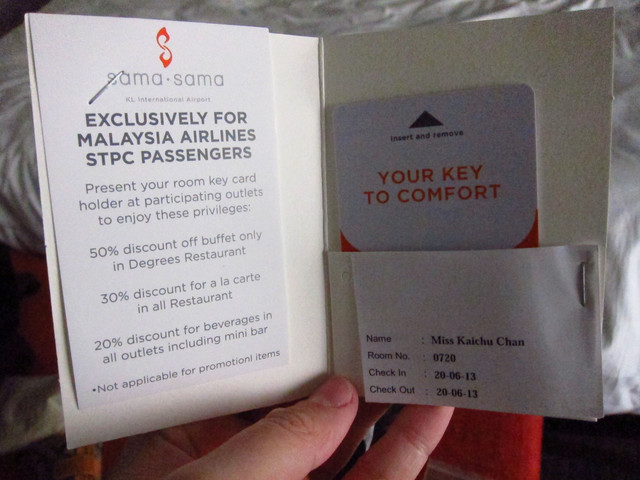 sama·sama
KL International Airport
EXCLUSIVELY FOR
MALAYSIA AIRLINES
STPC PASSENGERS
Present your room key card
holder at participating outlets
to enjoy these privileges:
50% discount off buffet only
in Degrees Restaurant
30% discount for a la carte
in all Restaurant
20% discount for beverages in
all outlets including mini bar
•Not applicable for promotionl items
Insert and remove
YOUR KEY
TO COMFORT
Name : Miss Kaichu Chan
Room No. : 0720
Check In : 20-06-13
Check Out : 20-06-13